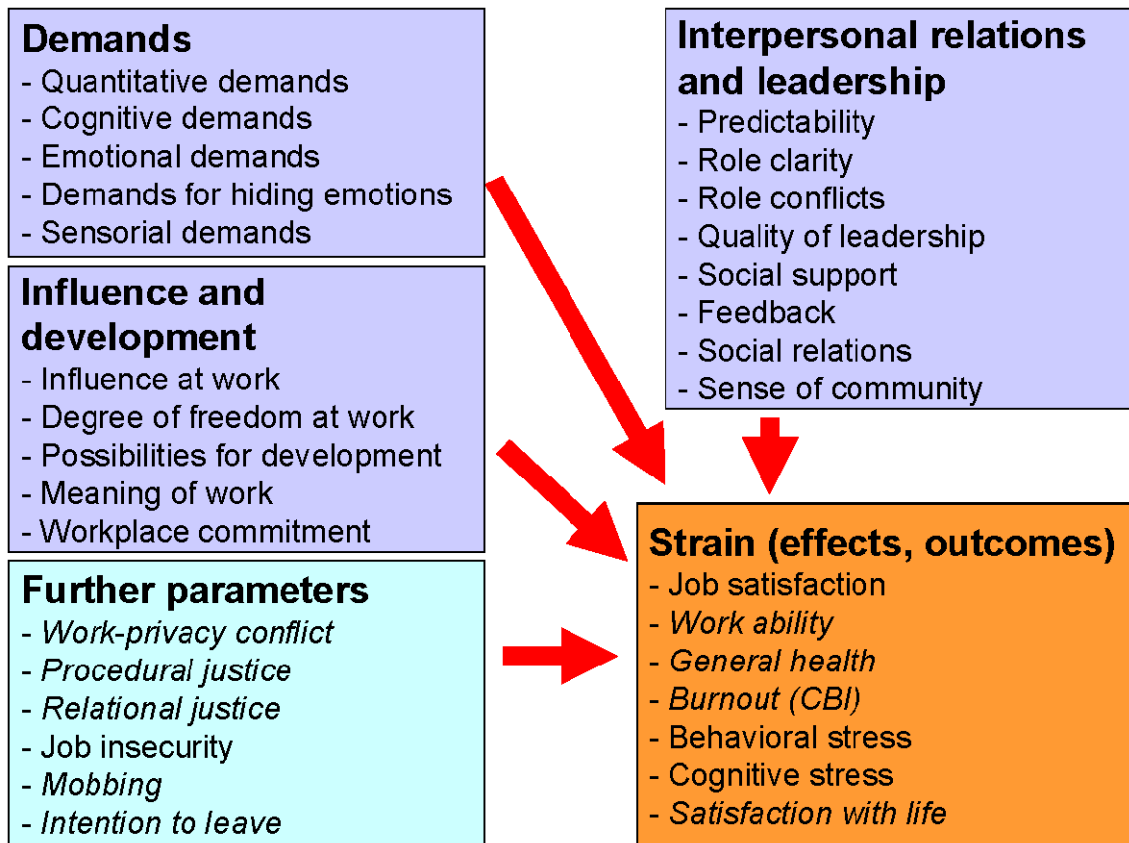 Demands
- Quantitative demands
- Cognitive demands
- Emotional demands
- Demands for hiding emotions
- Sensorial demands
Influence and
development
- Influence at work
- Degree of freedom at work
- Possibilities for development
- Meaning of work
- Workplace commitment
Further parameters
- Work-privacy conflict
- Procedural justice
- Relational justice
- Job insecurity
- Mobbing
- Intention to leave
Interpersonal relations
and leadership
- Predictability
- Role clarity
- Role conflicts
- Quality of leadership
- Social support
- Feedback
- Social relations
- Sense of community
Strain (effects, outcomes)
- Job satisfaction
- Work ability
- General health
- Burnout (CBI)
- Behavioral stress
- Cognitive stress
- Satisfaction with life